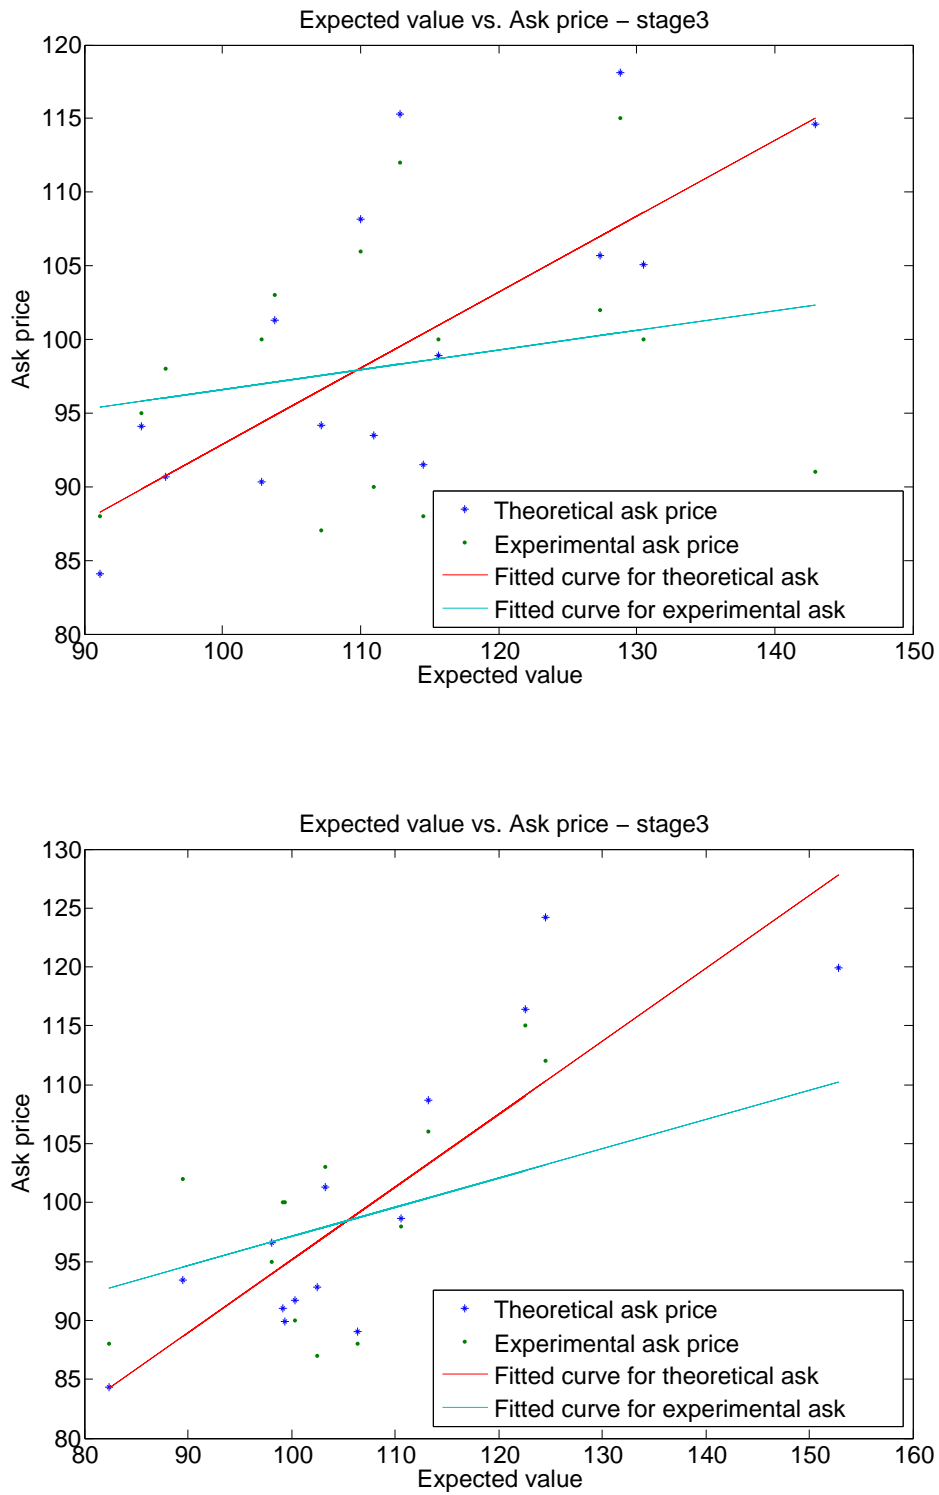 Expected value vs. Ask price – stage3
120
115
110
105
100
95
90
85
80
Ask price
Theoretical ask price
Experimental ask price
Fitted curve for theoretical ask
Fitted curve for experimental ask
90 100 110 120 130 140 150
Expected value
Expected value vs. Ask price – stage3
130
125
120
115
110
105
100
95
90
85
80
Ask price
Theoretical ask price
Experimental ask price
Fitted curve for theoretical ask
Fitted curve for experimental ask
80 90 100 110 120 130 140 150 160
Expected value